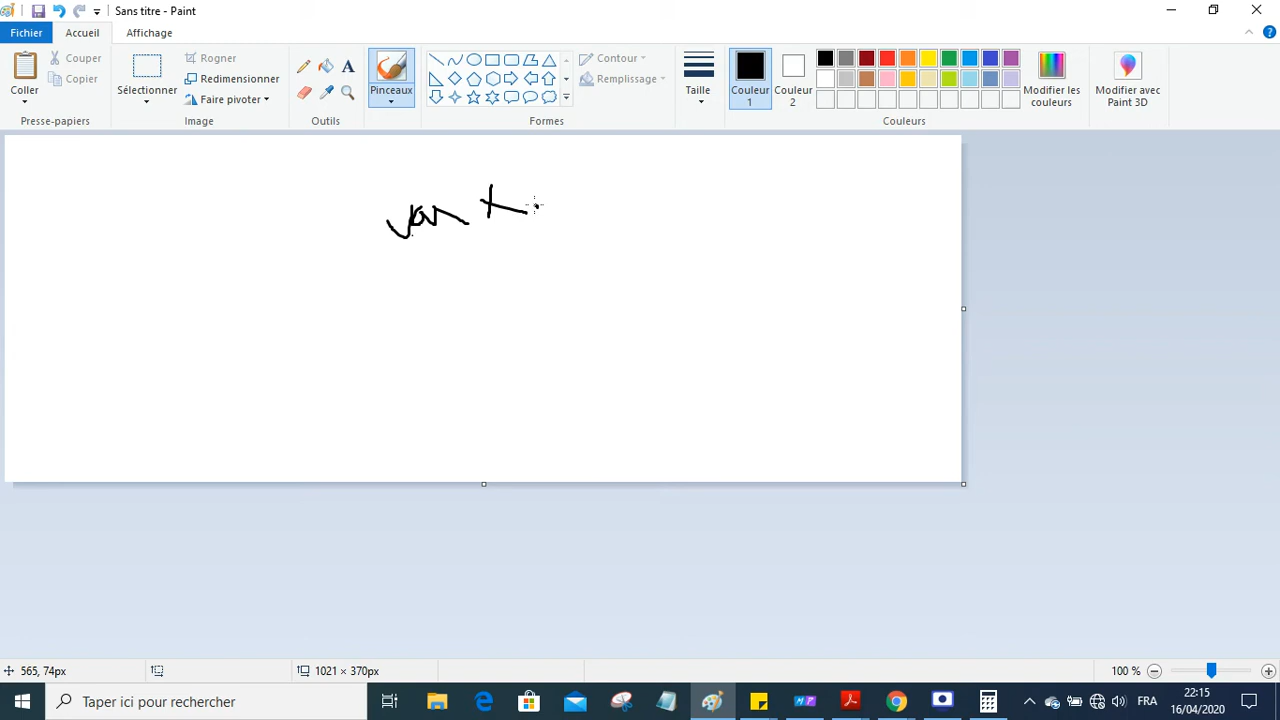 Sans titre - Paint
Fichier Accueil Affichage
Coller
Couper
Copier
Presse-papiers
Sélectionner
Rogner
Redimensionner
Faire pivoter
Image
A
Outils
Pinceaux
Contour
Remplissage
Formes
Taille
Couleur 1
Couleur 2
Modifier les couleurs
Couleurs
Modifier avec Paint 3D
van t
565, 74px 1021 × 370px 100 %
Taper ici pour rechercher FRA 22:15
16/04/2020